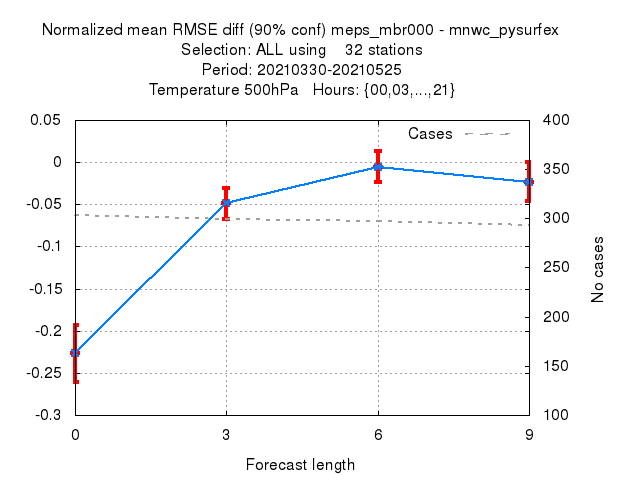 Normalized mean RMSE diff (90% conf) meps_mbr000 - mnwc_pysurfex
Selection: ALL using 32 stations
Period: 20210330-20210525
Temperature 500hPa Hours: {00,03,...,21}
0.05
0
-0.05
-0.1
-0.15
-0.2
-0.25
-0.3
Cases
400
350
300
250
200
150
100
No cases
0 3 6 9
Forecast length